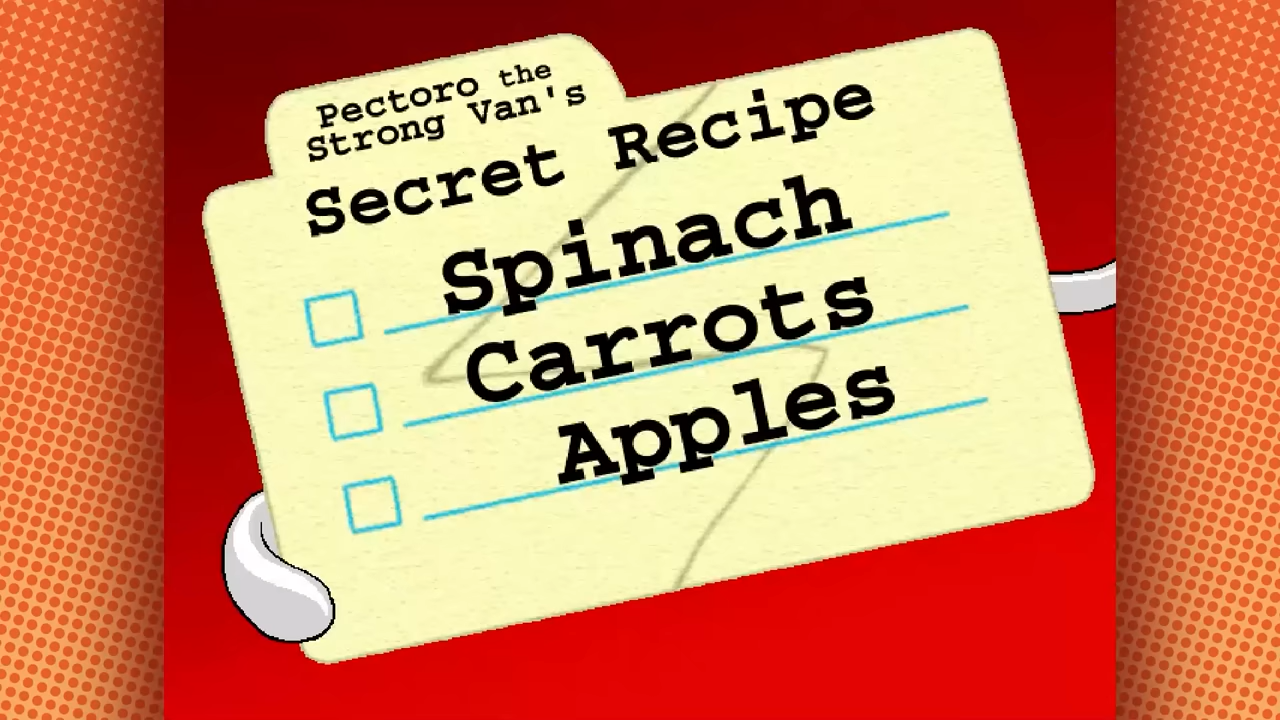 Pectoro the
Strong Van's
Secret Recipe
Spinach
Carrots
Apples